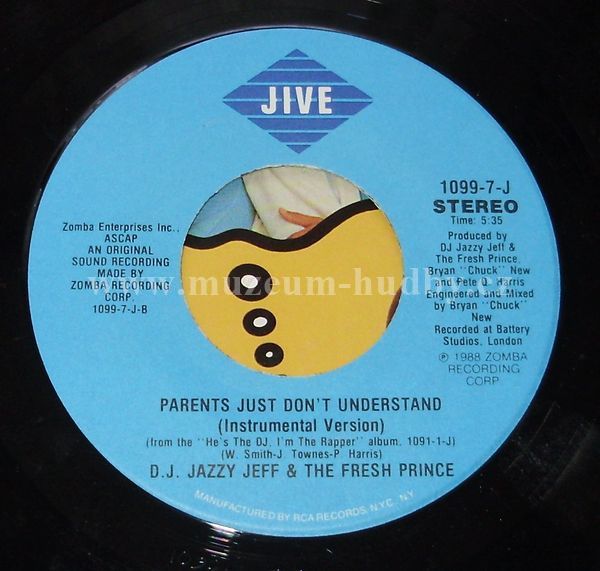 JIVE
1099-7-J
STEREO
Time: 5:35
Produced by
DJ Jazzy Jeff &
The Fresh Prince,
Bryan "Chuck" New
and Pete Q. Harris
Engineered and Mixed
by Bryan "Chuck"
New
Recorded at Battery
Studios, London
℗ 1988 ZOMBA
RECORDING
CORP.
Zomba Enterprises Inc.,
ASCAP
AN ORIGINAL
SOUND RECORDING
MADE BY
ZOMBA RECORDING
CORP.
1099-7-J-B
www.muzeum-hudby.cz
PARENTS JUST DON'T UNDERSTAND
(Instrumental Version)
(from the "He's The DJ, I'm The Rapper" album, 1091-1-J)
(W. Smith-J Townes-P Harris)
D.J. JAZZY JEFF & THE FRESH PRINCE
MANUFACTURED BY RCA RECORDS, N.Y.C., N.Y.